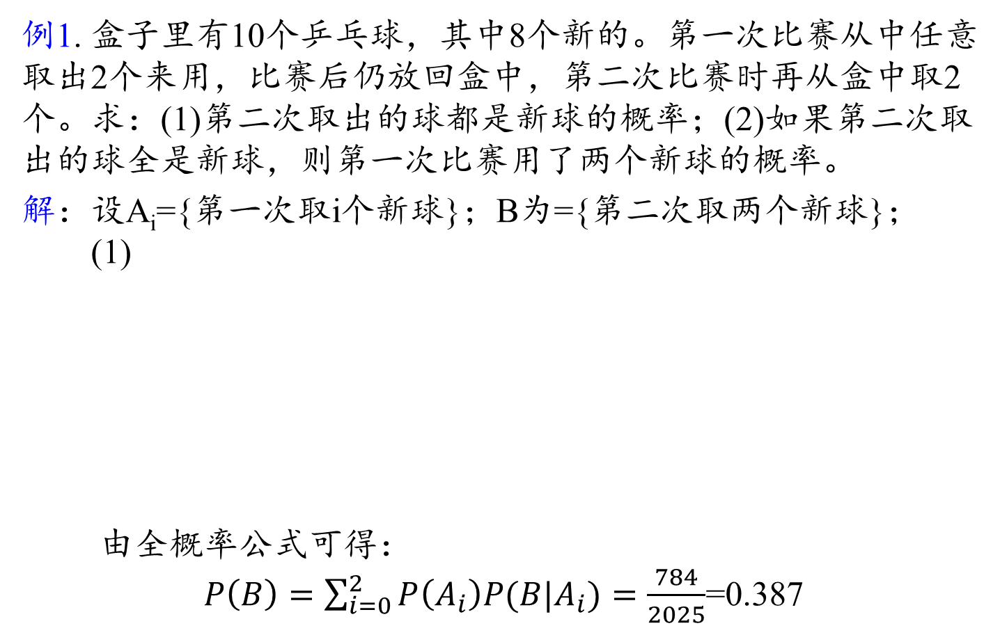 例1. 盒子里有10个乒乓球，其中8个新的。第一次比赛从中任意
取出2个来用，比赛后仍放回盒中，第二次比赛时再从盒中取2
个。求：(1)第二次取出的球都是新球的概率；(2)如果第二次取
出的球全是新球，则第一次比赛用了两个新球的概率。
解：设Aᵢ={第一次取i个新球}；B为={第二次取两个新球}；
(1)
由全概率公式可得：
P(B) = ∑²ᵢ₌₀ P(Aᵢ)P(B|Aᵢ) = 784/2025=0.387